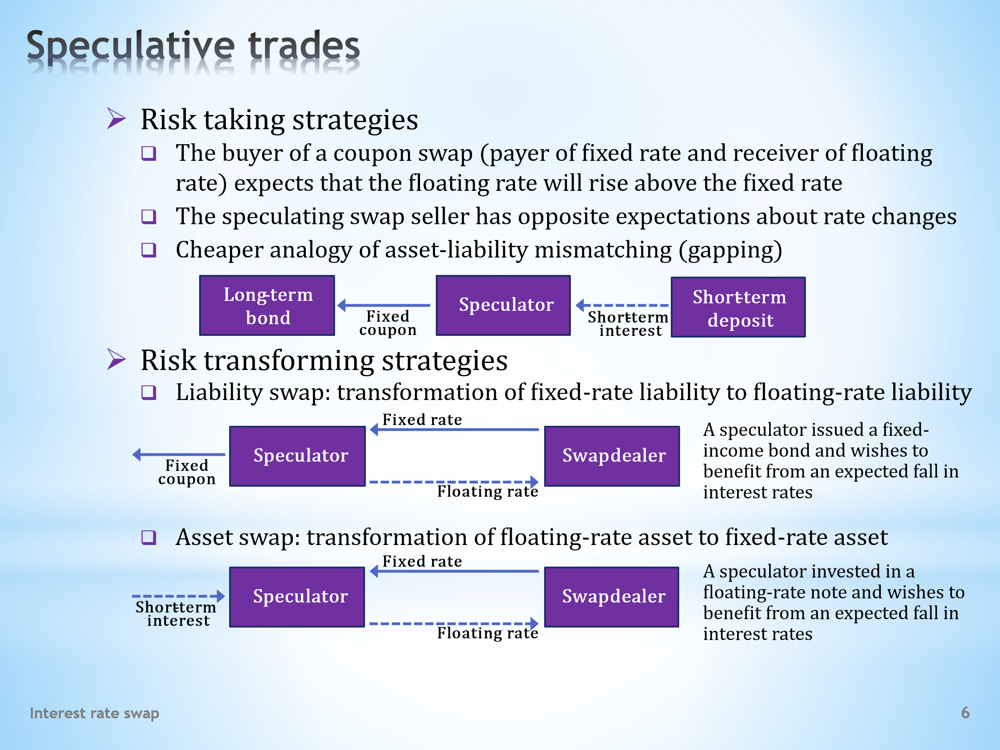 Speculative trades
Risk taking strategies
The buyer of a coupon swap (payer of fixed rate and receiver of floating
rate) expects that the floating rate will rise above the fixed rate
The speculating swap seller has opposite expectations about rate changes
Cheaper analogy of asset-liability mismatching (gapping)
Long-term
bond
Fixed
coupon
Speculator
Short-term
interest
Short-term
deposit
Risk transforming strategies
Liability swap: transformation of fixed-rate liability to floating-rate liability
Fixed
coupon
Speculator
Fixed rate
Floating rate
Swapdealer
A speculator issued a fixed-
income bond and wishes to
benefit from an expected fall in
interest rates
Asset swap: transformation of floating-rate asset to fixed-rate asset
Short-term
interest
Speculator
Fixed rate
Floating rate
Swapdealer
A speculator invested in a
floating-rate note and wishes to
benefit from an expected fall in
interest rates
Interest rate swap
6